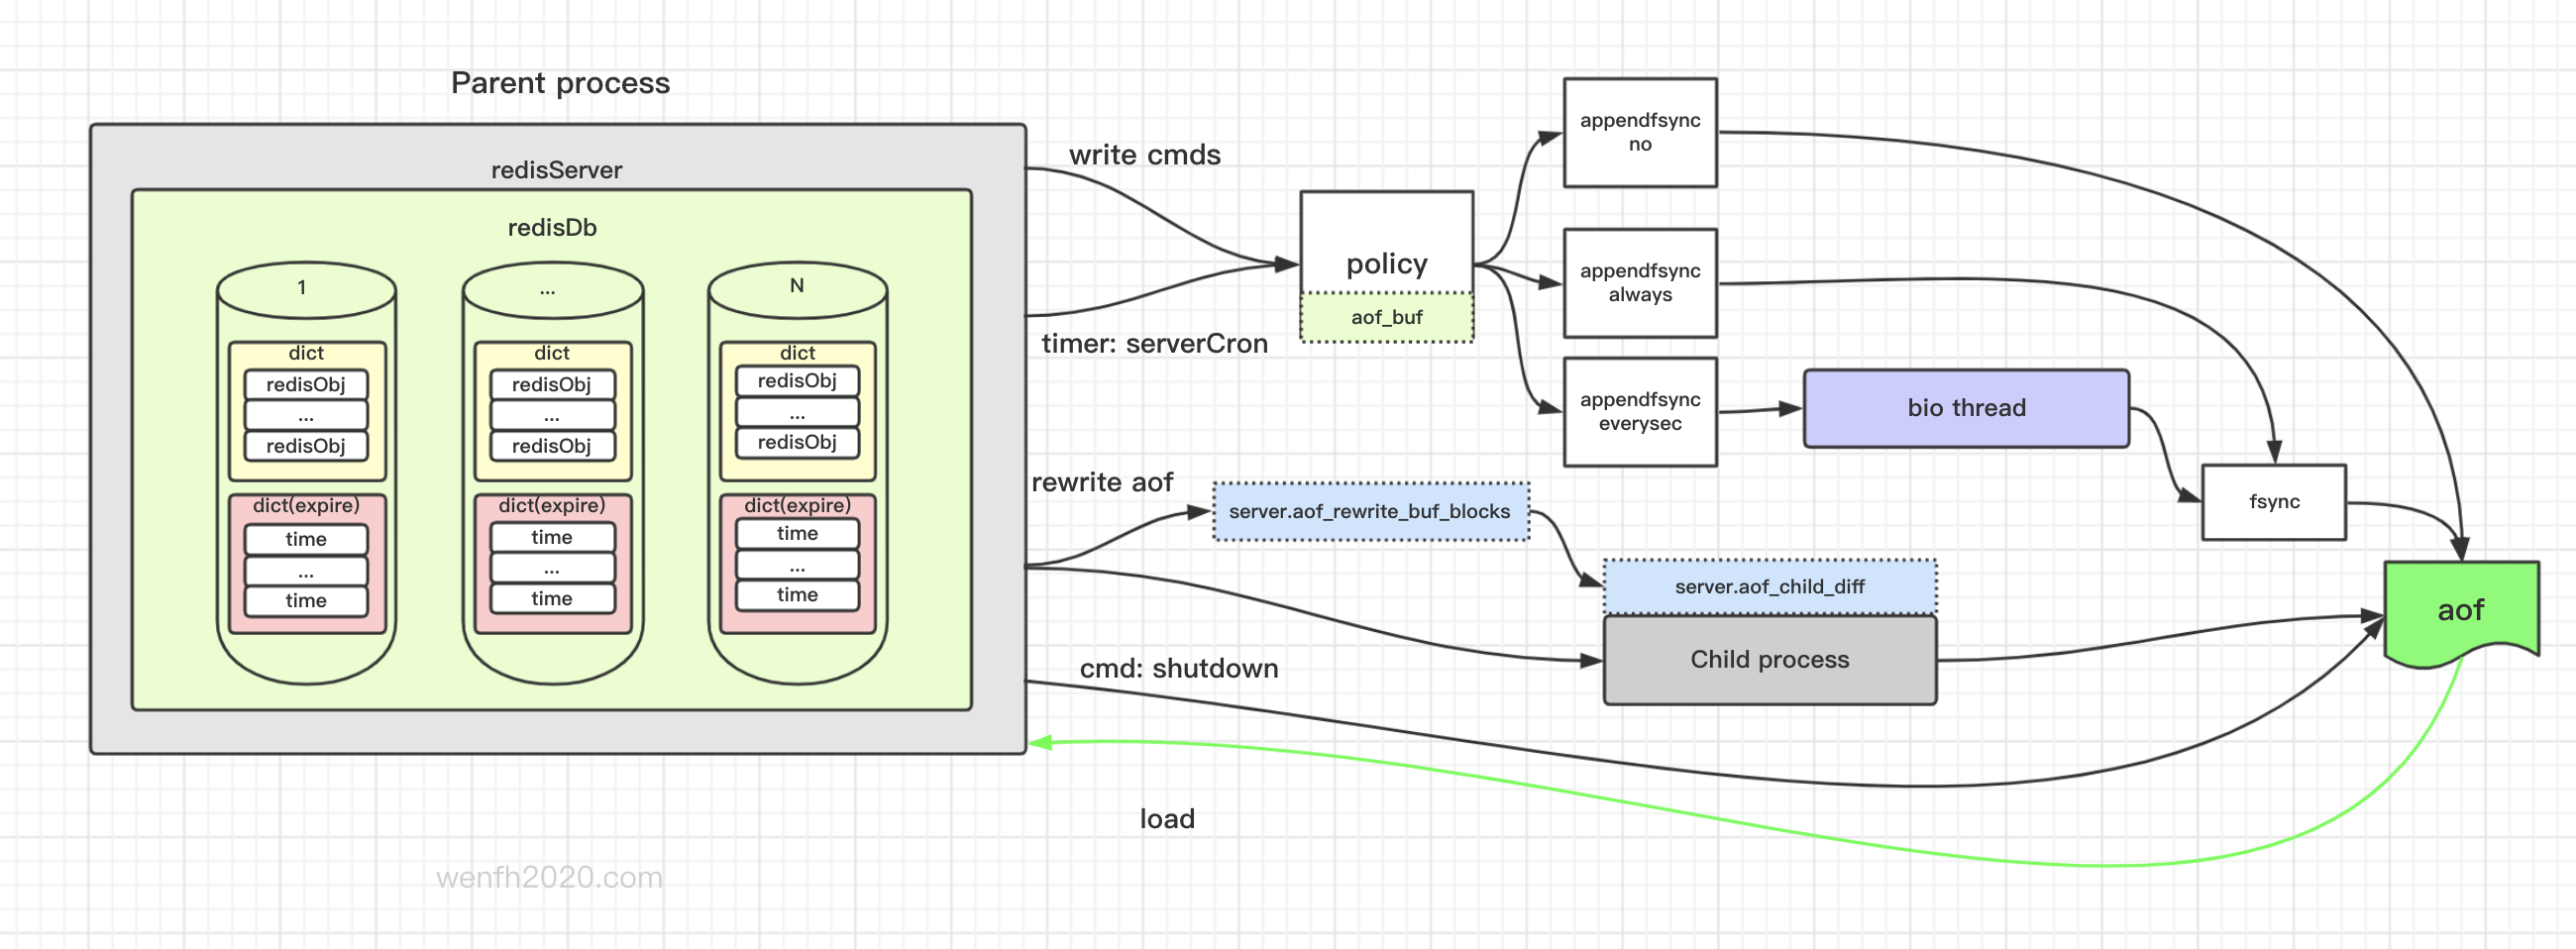 Parent process
redisServer
redisDb
1
...
N
dict
redisObj
...
redisObj
dict(expire)
time
...
time
dict
redisObj
...
redisObj
dict(expire)
time
...
time
dict
redisObj
...
redisObj
dict(expire)
time
...
time
write cmds
timer: serverCron
policy
aof_buf
appendfsync
no
appendfsync
always
appendfsync
everysec
bio thread
fsync
rewrite aof
server.aof_rewrite_buf_blocks
server.aof_child_diff
Child process
aof
cmd: shutdown
load
wenfh2020.com